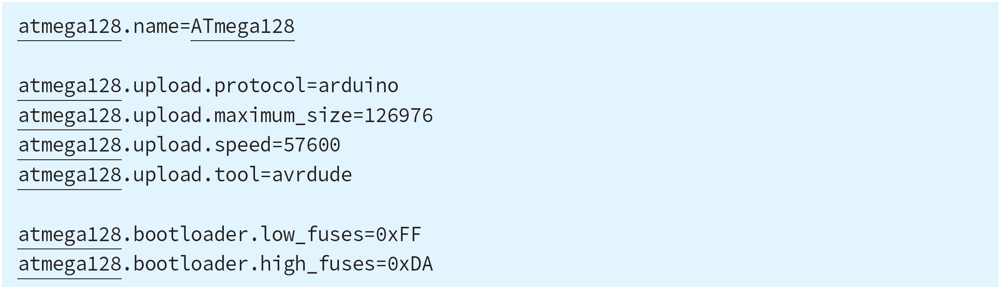 atmega128.name=ATmega128
atmega128.upload.protocol=arduino
atmega128.upload.maximum_size=126976
atmega128.upload.speed=57600
atmega128.upload.tool=avrdude
atmega128.bootloader.low_fuses=0xFF
atmega128.bootloader.high_fuses=0xDA